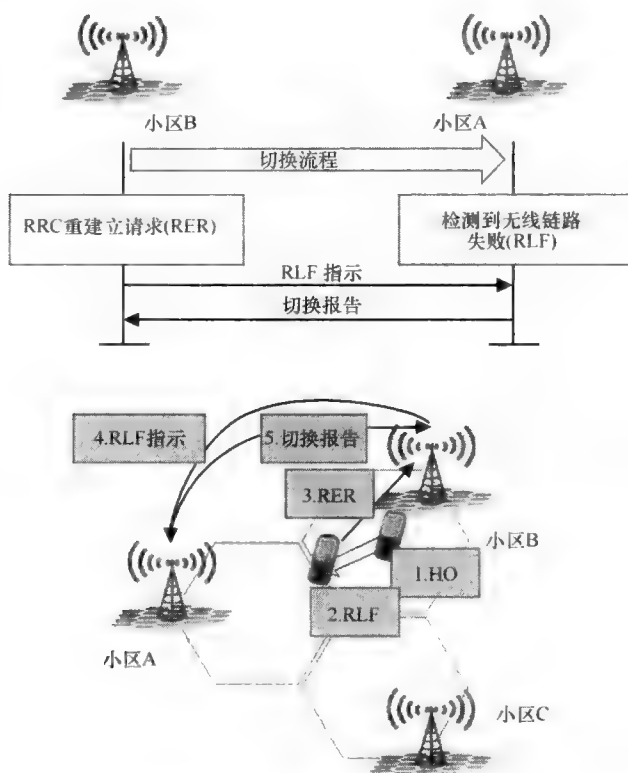 小区B
小区A
切换流程
RRC重建立请求(RER)
检测到无线链路
失败(RLF)
RLF 指示
切换报告
4.RLF指示
5.切换报告
3.RER
小区B
1.HO
2.RLF
小区A
小区C